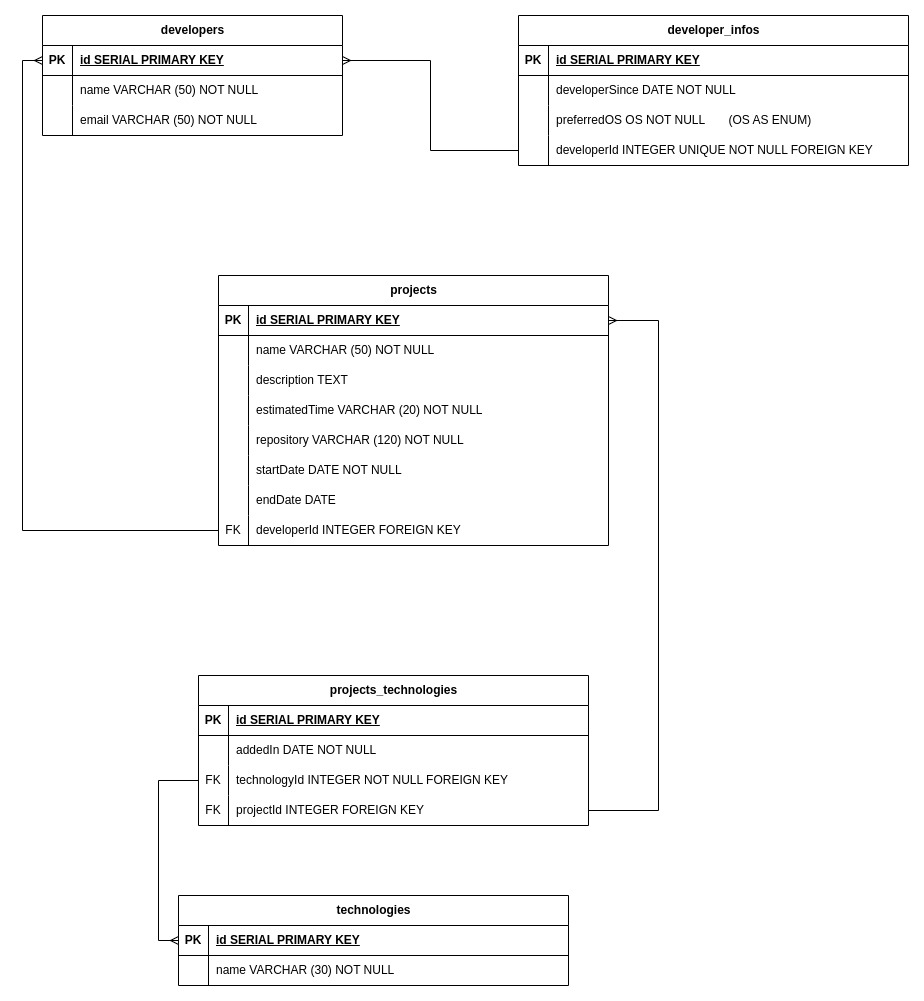 developers
PK id SERIAL PRIMARY KEY
name VARCHAR (50) NOT NULL
email VARCHAR (50) NOT NULL
developer_infos
PK id SERIAL PRIMARY KEY
developerSince DATE NOT NULL
preferredOS OS NOT NULL (OS AS ENUM)
developerId INTEGER UNIQUE NOT NULL FOREIGN KEY
projects
PK id SERIAL PRIMARY KEY
name VARCHAR (50) NOT NULL
description TEXT
estimatedTime VARCHAR (20) NOT NULL
repository VARCHAR (120) NOT NULL
startDate DATE NOT NULL
endDate DATE
FK developerId INTEGER FOREIGN KEY
projects_technologies
PK id SERIAL PRIMARY KEY
addedIn DATE NOT NULL
FK technologyId INTEGER NOT NULL FOREIGN KEY
FK projectId INTEGER FOREIGN KEY
technologies
PK id SERIAL PRIMARY KEY
name VARCHAR (30) NOT NULL